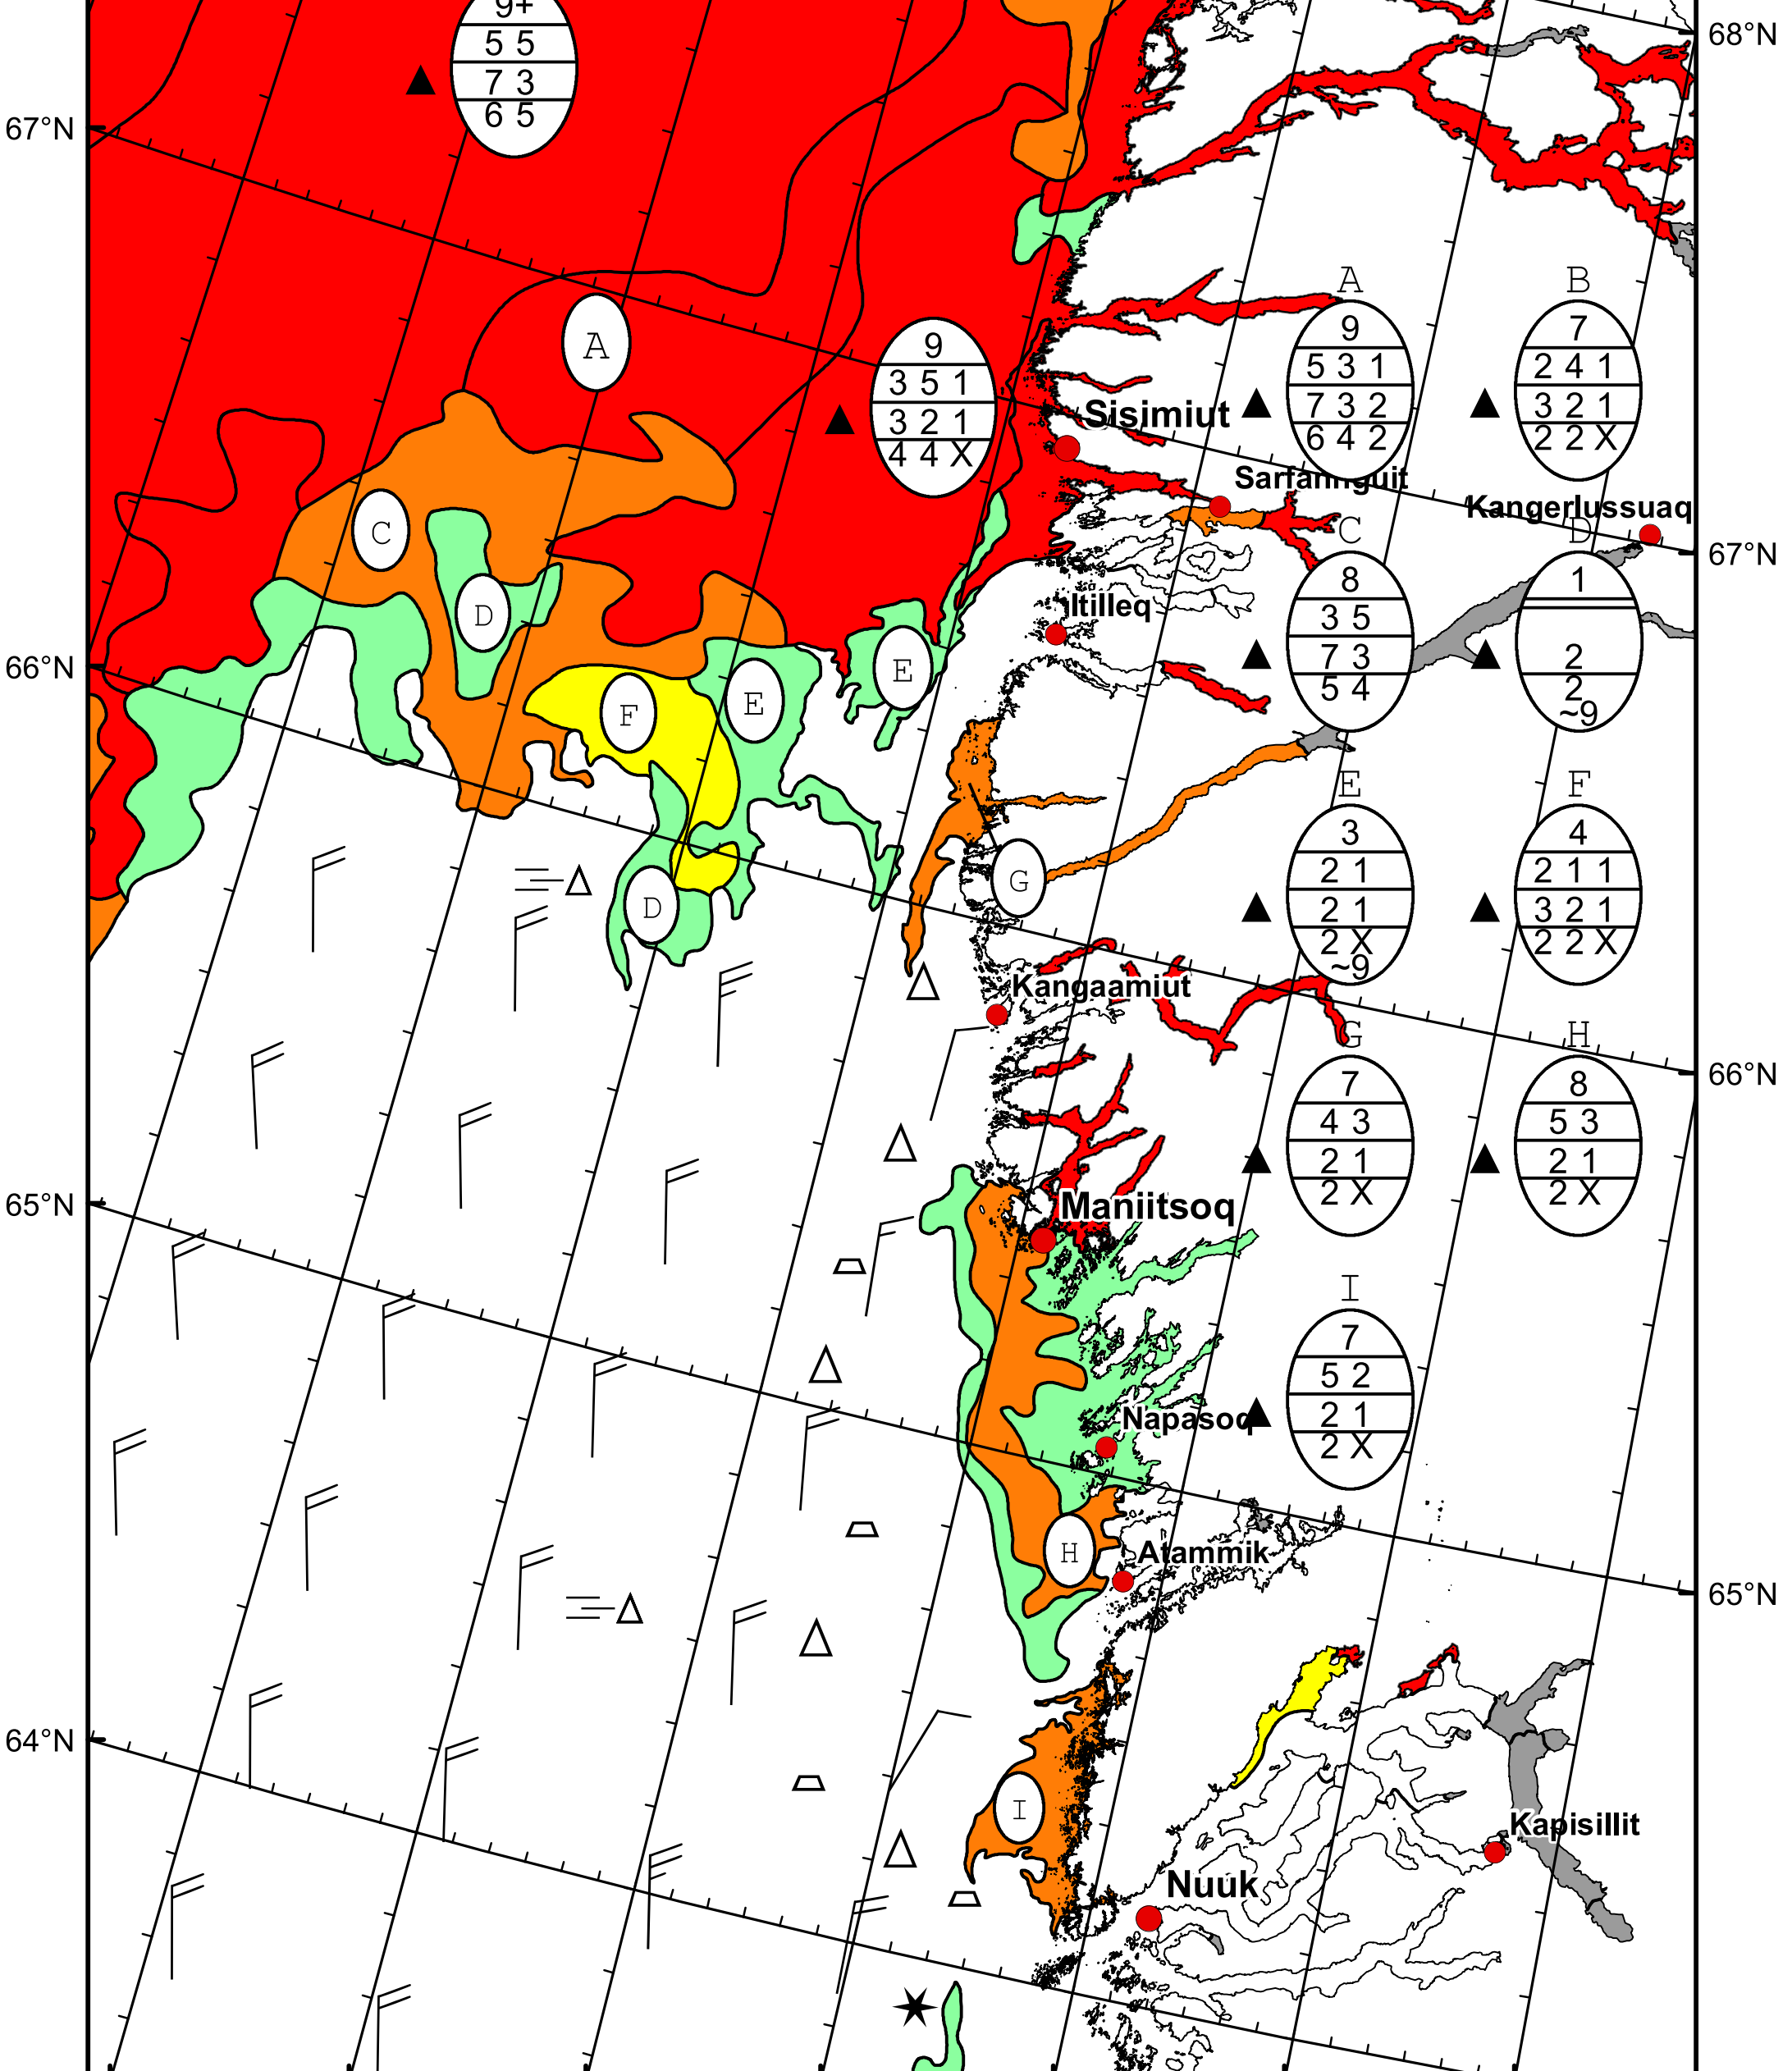 9+
5 5
7 3
6 5
68°N
67°N
A
B
9
5 3 1
7 3 2
6 4 2
7
2 4 1
3 2 1
2 2 X
A
9
3 5 1
3 2 1
4 4 X
Sisimiut
Sarfannguit
Kangerlussuaq
C
D
67°N
C
8
3 5
7 3
5 4
D
1
2
2
~9
D
Itilleq
E
66°N
F
E
E
F
3
2 1
2 1
2 X
~9
4
2 1 1
3 2 1
2 2 X
G
D
Kangaamiut
G
H
66°N
7
4 3
2 1
2 X
8
5 3
2 1
2 X
65°N
Maniitsoq
I
7
5 2
2 1
2 X
Napasoq
H
Atammik
65°N
64°N
I
Kapisillit
Nuuk